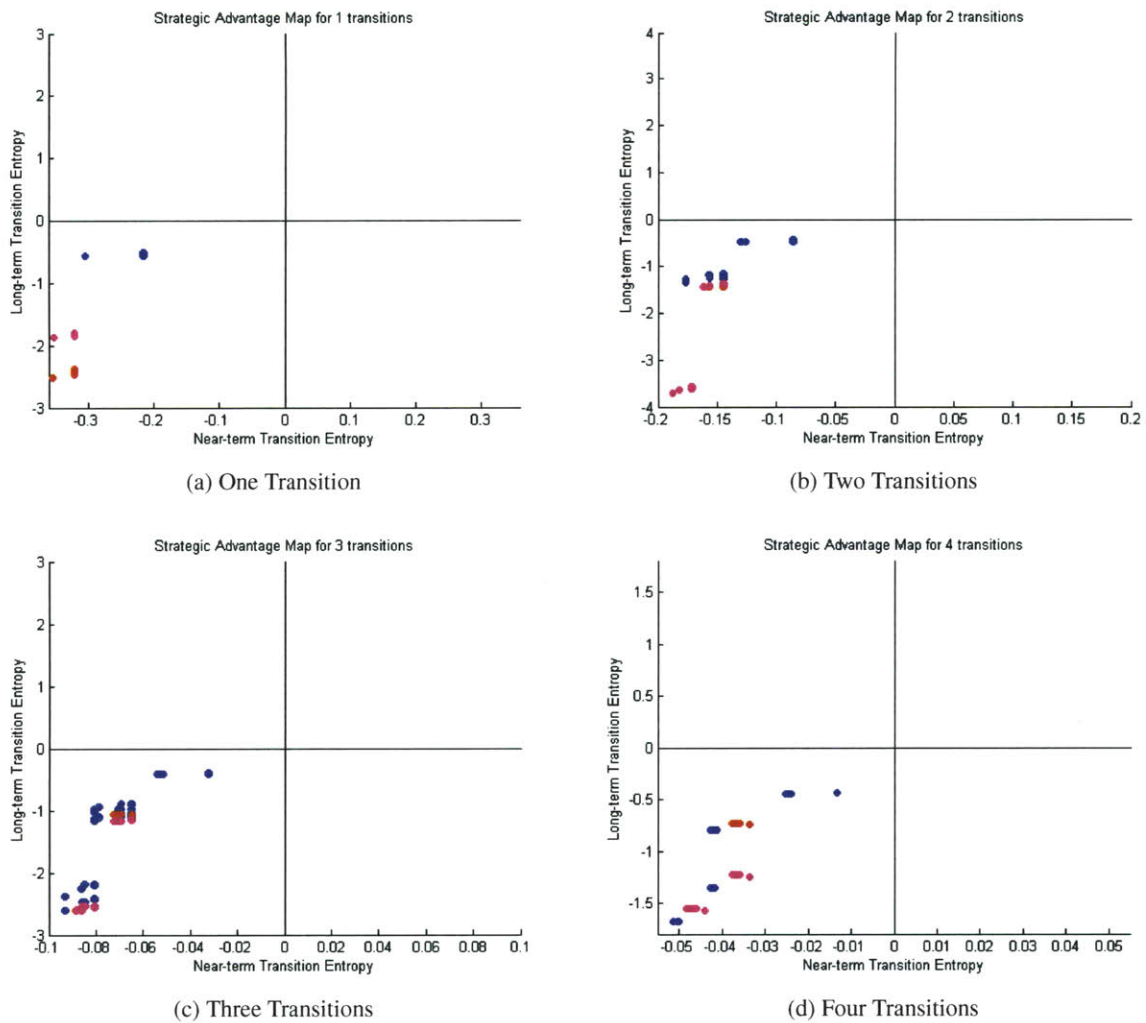 Strategic Advantage Map for 1 transitions
3
2
1
0
-1
-2
-3
Long-term Transition Entropy
-0.3 -0.2 -0.1 0 0.1 0.2 0.3
Near-term Transition Entropy
(a) One Transition
Strategic Advantage Map for 2 transitions
4
3
2
1
0
-1
-2
-3
-4
Long-term Transition Entropy
-0.2 -0.15 -0.1 -0.05 0 0.05 0.1 0.15 0.2
Near-term Transition Entropy
(b) Two Transitions
Strategic Advantage Map for 3 transitions
3
2
1
0
-1
-2
-3
Long-term Transition Entropy
-0.1 -0.08 -0.06 -0.04 -0.02 0 0.02 0.04 0.06 0.08 0.1
Near-term Transition Entropy
(c) Three Transitions
Strategic Advantage Map for 4 transitions
1.5
1
0.5
0
-0.5
-1
-1.5
Long-term Transition Entropy
-0.05 -0.04 -0.03 -0.02 -0.01 0 0.01 0.02 0.03 0.04 0.05
Near-term Transition Entropy
(d) Four Transitions